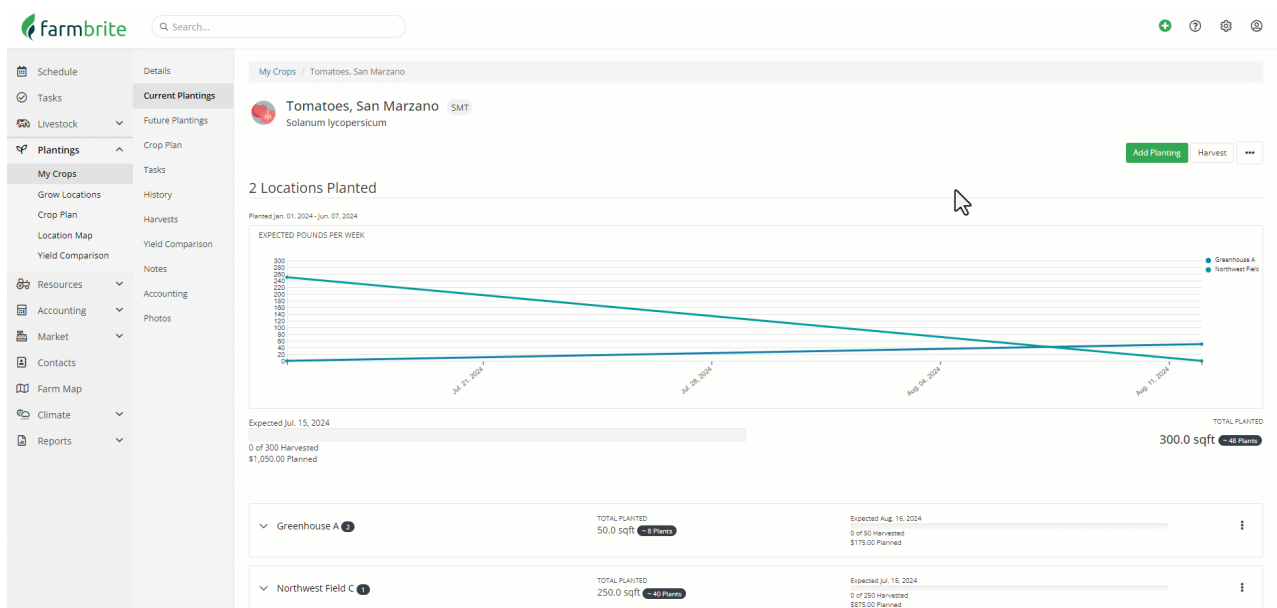 farmbrite
Search...
Schedule
Tasks
Livestock
Plantings
My Crops
Grow Locations
Crop Plan
Location Map
Yield Comparison
Resources
Accounting
Market
Contacts
Farm Map
Climate
Reports
Details
Current Plantings
Future Plantings
Crop Plan
Tasks
History
Harvests
Yield Comparison
Notes
Accounting
Photos
My Crops / Tomatoes, San Marzano
Tomatoes, San Marzano SMT
Solanum lycopersicum
Add Planting Harvest
2 Locations Planted
Planted Jan. 01, 2024 - Jun. 07, 2024
EXPECTED POUNDS PER WEEK
300
280
260
240
220
200
180
160
140
120
100
80
60
40
20
0
Jul. 21, 2024
Jul. 28, 2024
Aug. 04, 2024
Aug. 11, 2024
Greenhouse A
Northwest Field
Expected Jul. 15, 2024
0 of 300 Harvested
$1,050.00 Planned
TOTAL PLANTED
300.0 sqft ~ 48 Plants
Greenhouse A 2
TOTAL PLANTED
50.0 sqft ~ 8 Plants
Expected Aug. 16, 2024
0 of 50 Harvested
$175.00 Planned
Northwest Field C 1
TOTAL PLANTED
250.0 sqft ~ 40 Plants
Expected Jul. 15, 2024
0 of 250 Harvested
$875.00 Planned